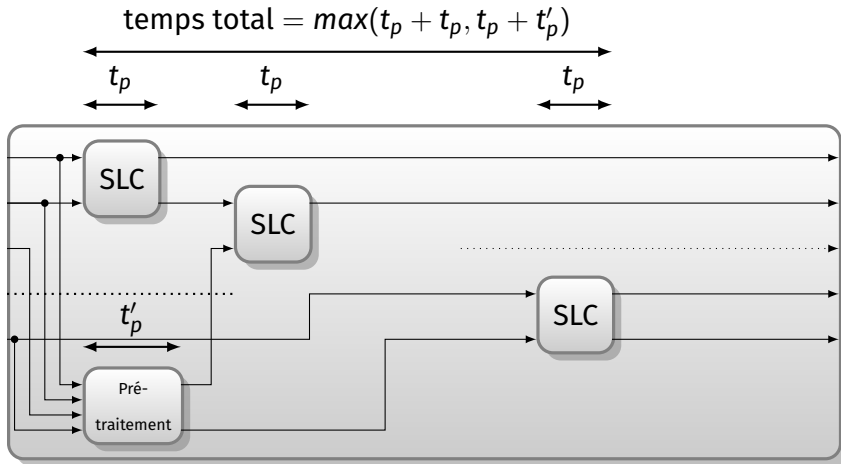 temps total = max(t_p + t_p, t_p + t'_p)
t_p t_p t_p
SLC
SLC
SLC
t'_p
Pré-
traitement